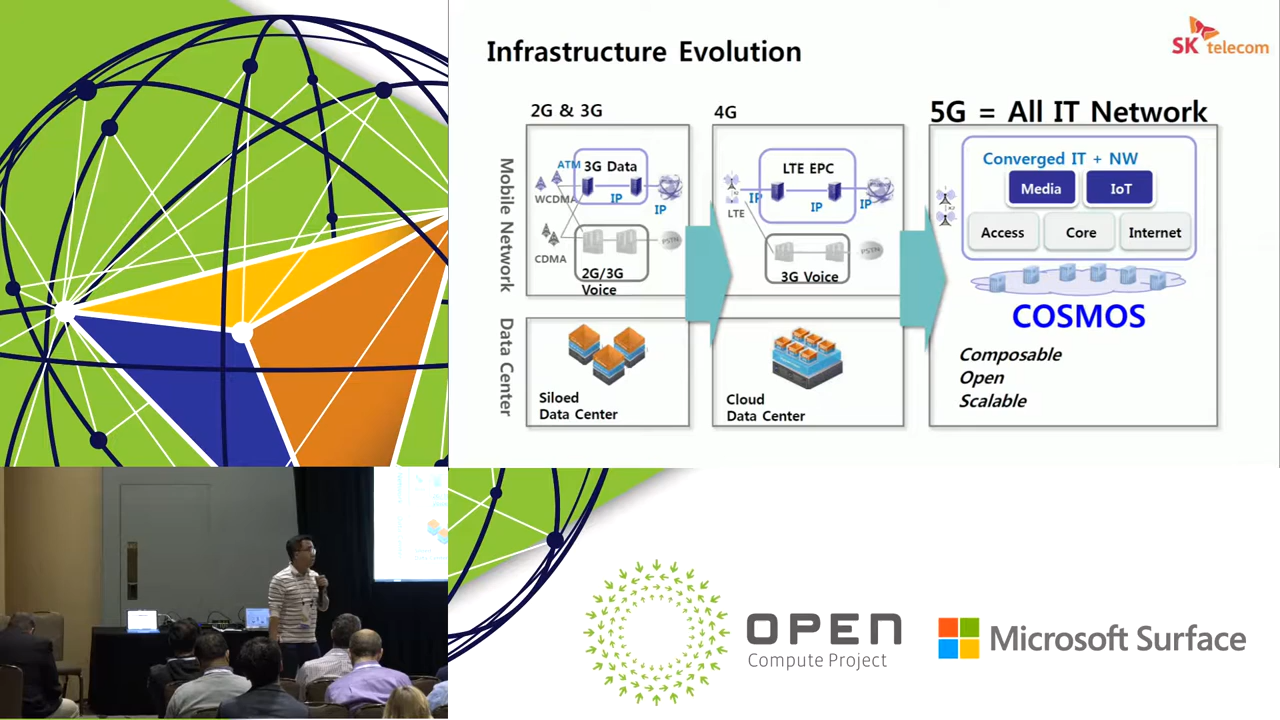 Infrastructure Evolution
SK telecom
2G & 3G
4G
5G = All IT Network
Mobile Network
ATM
3G Data
WCDMA
IP
IP
CDMA
PSTN
2G/3G
Voice
LTE EPC
IP
IP
IP
LTE
PSTN
3G Voice
Converged IT + NW
Media
IoT
Access
Core
Internet
COSMOS
Composable
Open
Scalable
Data Center
Siloed
Data Center
Cloud
Data Center
OPEN
Compute Project
Microsoft Surface